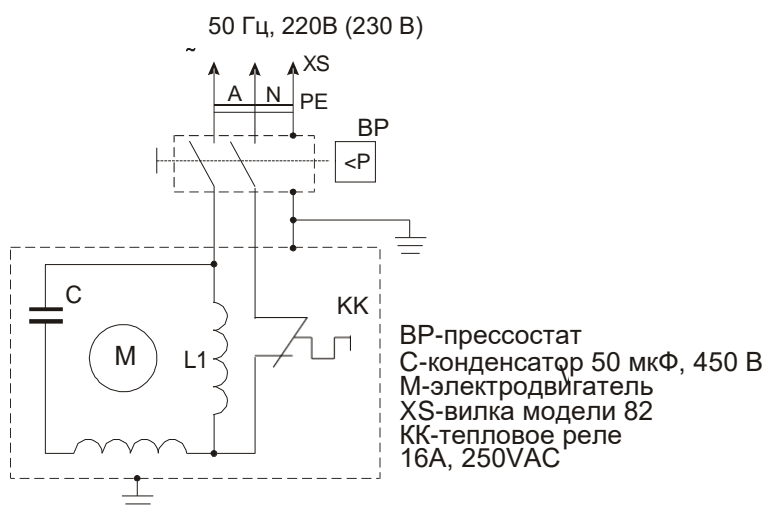 50 Гц, 220В (230 В)
~
XS
A N
PE
BP
<P
C
KK
M
L1
ВР-прессостат
С-конденсатор 50 мкФ, 450 В
М-электродвигатель
XS-вилка модели 82
КК-тепловое реле
16А, 250VAC